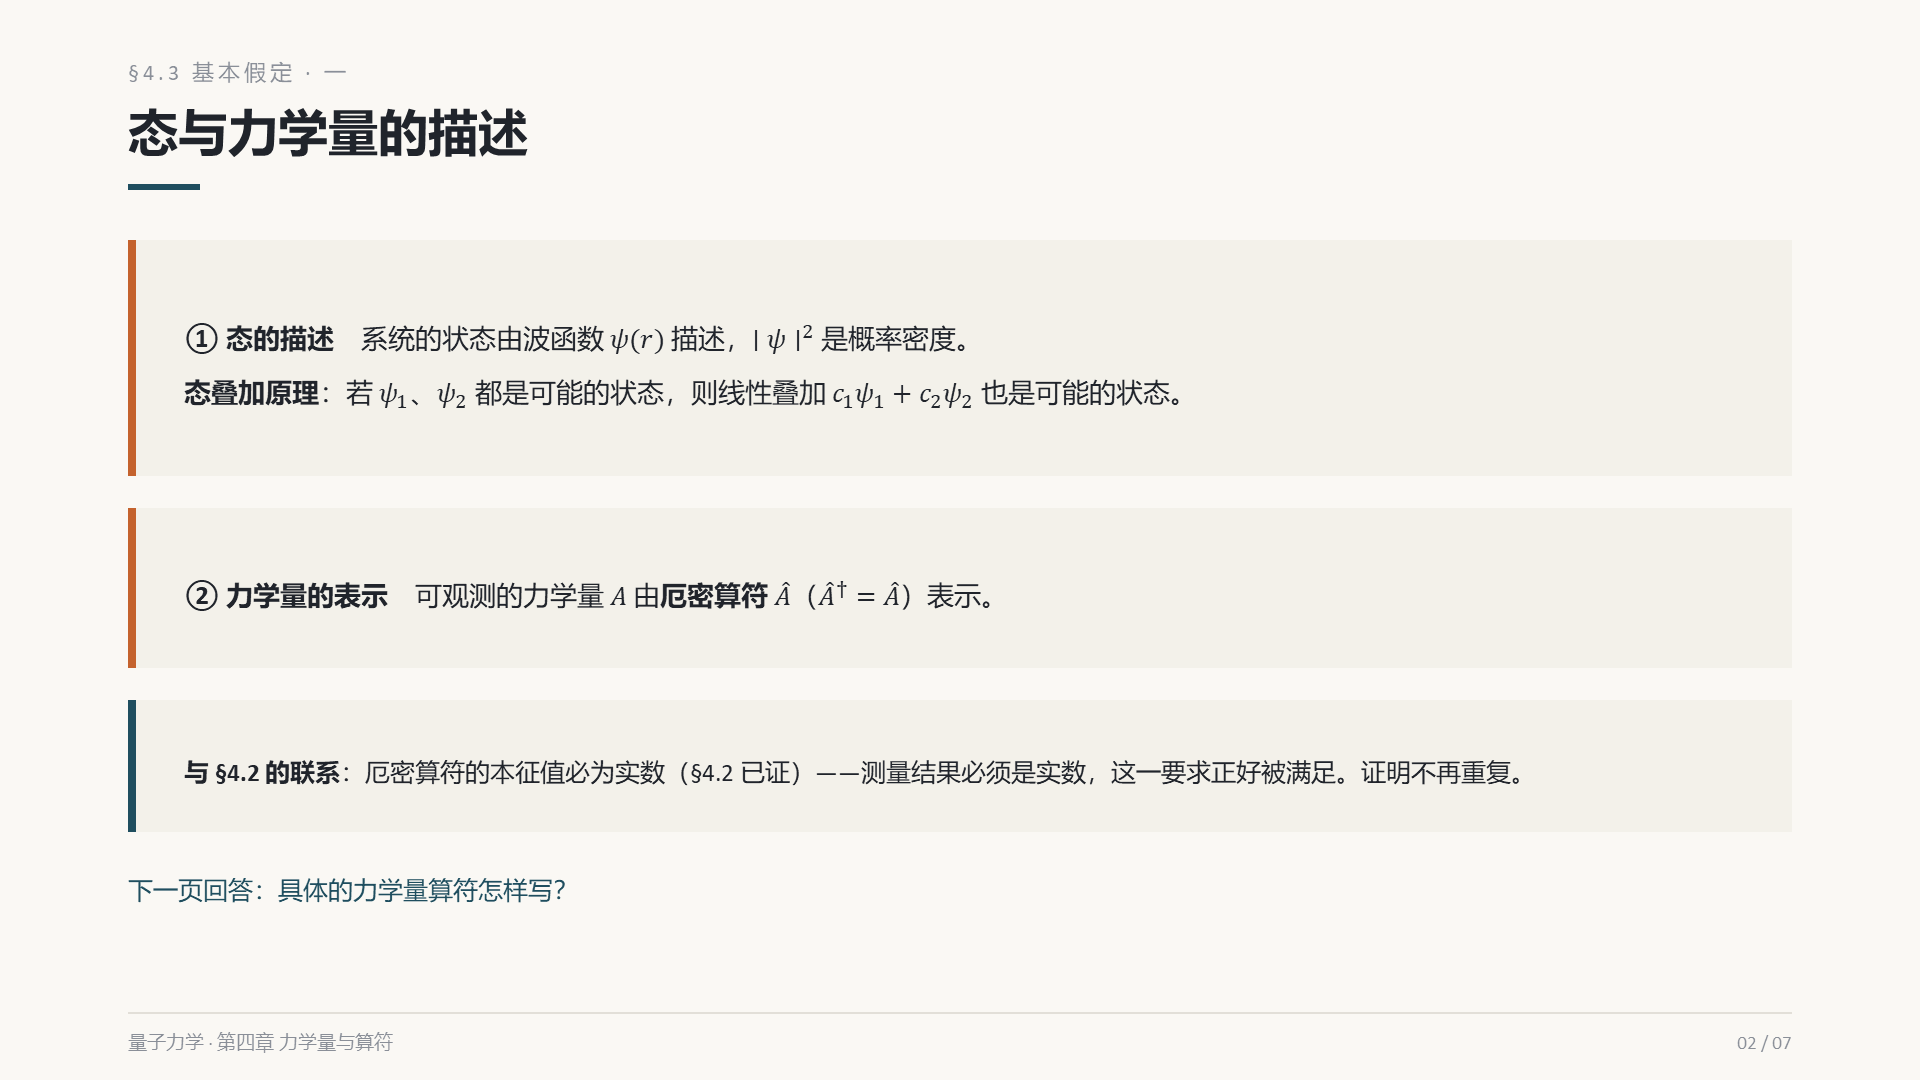 §4.3 基本假定 · 一
态与力学量的描述
① 态的描述　系统的状态由波函数 ψ(r) 描述，| ψ |² 是概率密度。
态叠加原理：若 ψ₁、ψ₂ 都是可能的状态，则线性叠加 c₁ψ₁ + c₂ψ₂ 也是可能的状态。
② 力学量的表示　可观测的力学量 A 由厄密算符 Â（Â† = Â）表示。
与 §4.2 的联系：厄密算符的本征值必为实数（§4.2 已证）——测量结果必须是实数，这一要求正好被满足。证明不再重复。
下一页回答：具体的力学量算符怎样写？
量子力学 · 第四章 力学量与算符
02 / 07